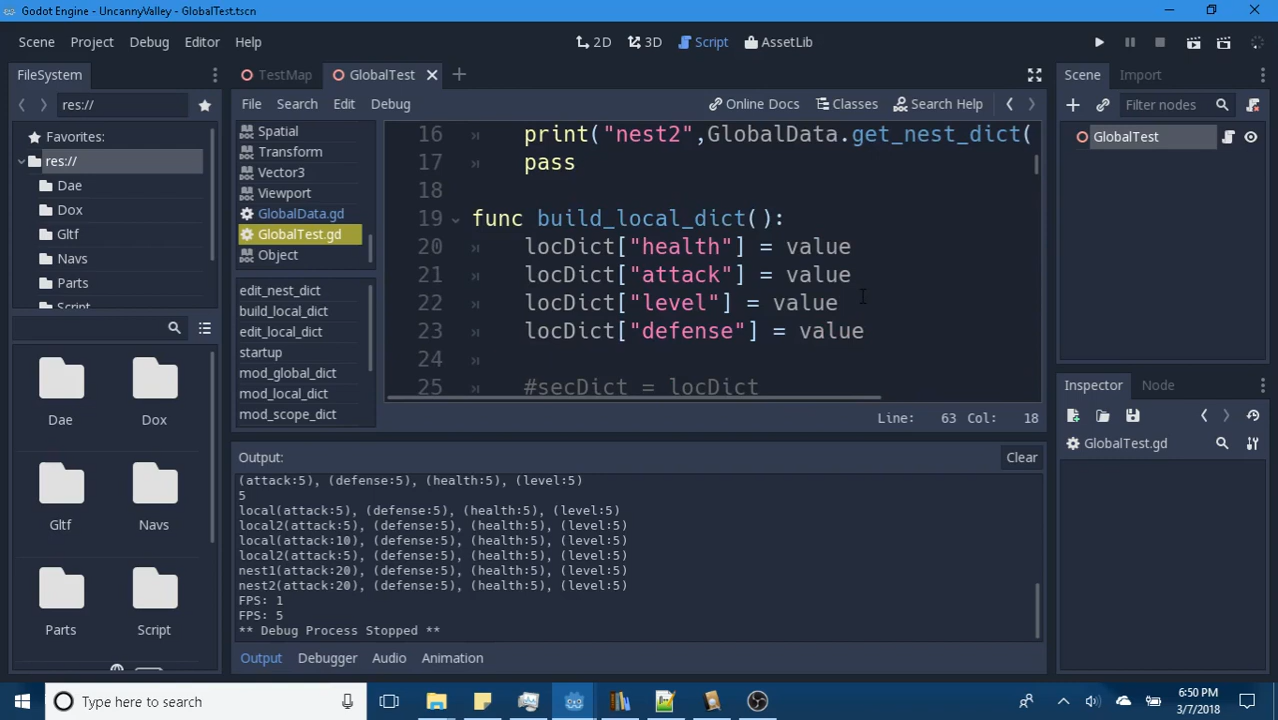 Godot Engine - UncannyValley - GlobalTest.tscn
Scene Project Debug Editor Help
2D 3D Script AssetLib
FileSystem
res://
Favorites:
res://
Dae
Dox
Gltf
Navs
Parts
Script
Dae Dox
Gltf Navs
Parts Script
TestMap GlobalTest
File Search Edit Debug
Online Docs Classes Search Help
Spatial
Transform
Vector3
Viewport
GlobalData.gd
GlobalTest.gd
Object
edit_nest_dict
build_local_dict
edit_local_dict
startup
mod_global_dict
mod_local_dict
mod_scope_dict
16 print("nest2",GlobalData.get_nest_dict(
17 pass
18
19 func build_local_dict():
20 locDict["health"] = value
21 locDict["attack"] = value
22 locDict["level"] = value
23 locDict["defense"] = value
24
25 #secDict = locDict
Line: 63 Col: 18
Output: Clear
(attack:5), (defense:5), (health:5), (level:5)
5
local(attack:5), (defense:5), (health:5), (level:5)
local2(attack:5), (defense:5), (health:5), (level:5)
local(attack:10), (defense:5), (health:5), (level:5)
local2(attack:5), (defense:5), (health:5), (level:5)
nest1(attack:20), (defense:5), (health:5), (level:5)
nest2(attack:20), (defense:5), (health:5), (level:5)
FPS: 1
FPS: 5
** Debug Process Stopped **
Output Debugger Audio Animation
Scene Import
Filter nodes
GlobalTest
Inspector Node
GlobalTest.gd
Type here to search
6:50 PM
3/7/2018